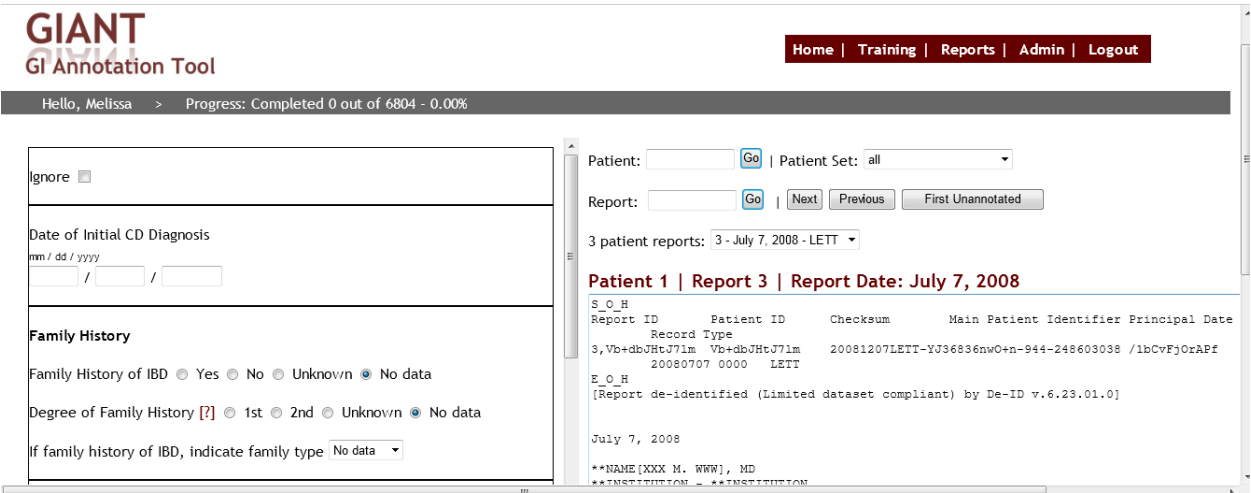 GIANT
GI Annotation Tool
Home | Training | Reports | Admin | Logout
Hello, Melissa > Progress: Completed 0 out of 6804 - 0.00%
Ignore
Date of Initial CD Diagnosis
mm / dd / yyyy
/ /
Family History
Family History of IBD Yes No Unknown No data
Degree of Family History [?] 1st 2nd Unknown No data
If family history of IBD, indicate family type No data
Patient: Go | Patient Set: all
Report: Go | Next Previous First Unannotated
3 patient reports: 3 - July 7, 2008 - LETT
Patient 1 | Report 3 | Report Date: July 7, 2008
S_O_H
Report ID Patient ID Checksum Main Patient Identifier Principal Date
Record Type
3,Vb+dbJHtJ7lm Vb+dbJHtJ7lm 20081207LETT-YJ36836nwO+n-944-248603038 /lbCvFjOrAPf
20080707 0000 LETT
E_O_H
[Report de-identified (Limited dataset compliant) by De-ID v.6.23.01.0]
July 7, 2008
**NAME[XXX M. WWW], MD
**INSTITUTION - **INSTITUTION